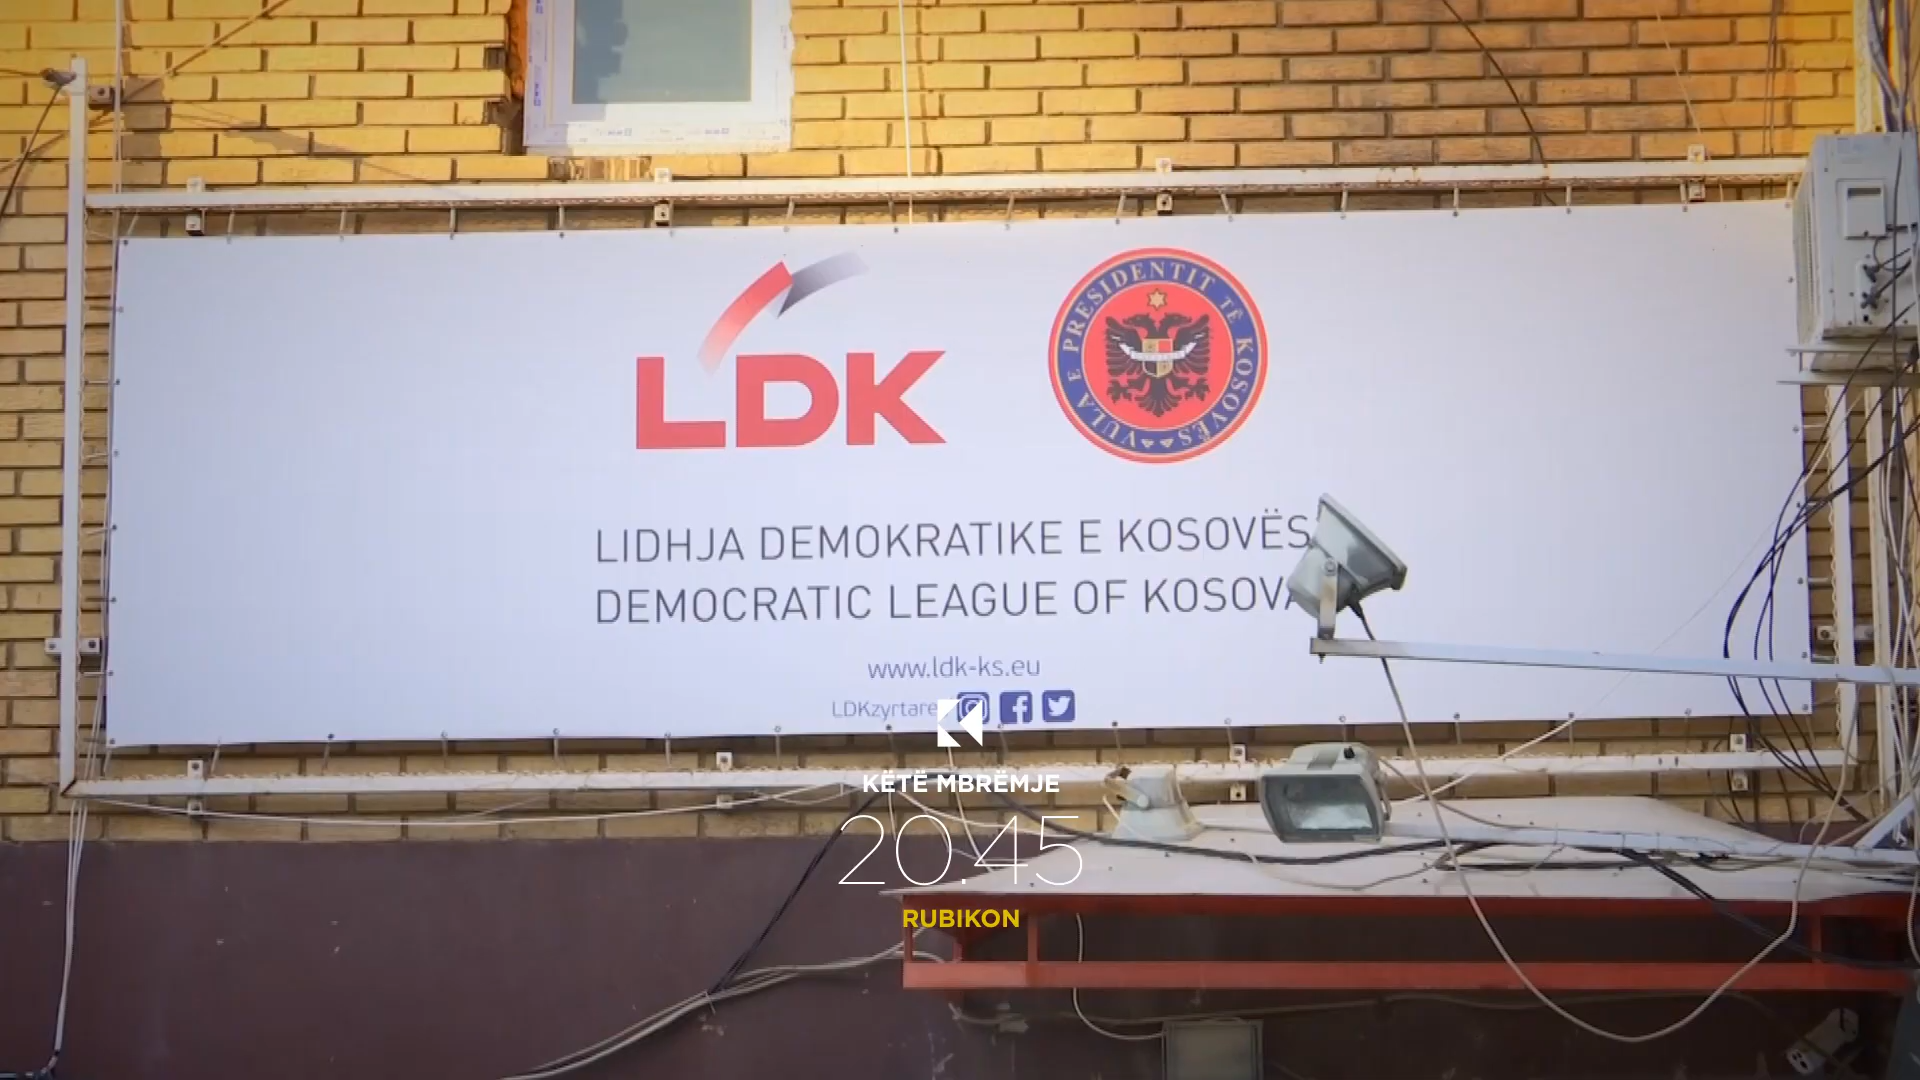 LDK
VULA E PRESIDENTIT TË KOSOVËS
LIDHJA DEMOKRATIKE E KOSOVËS
DEMOCRATIC LEAGUE OF KOSOVA
www.ldk-ks.eu
LDKzyrtare
KËTË MBRËMJE
20.45
RUBIKON